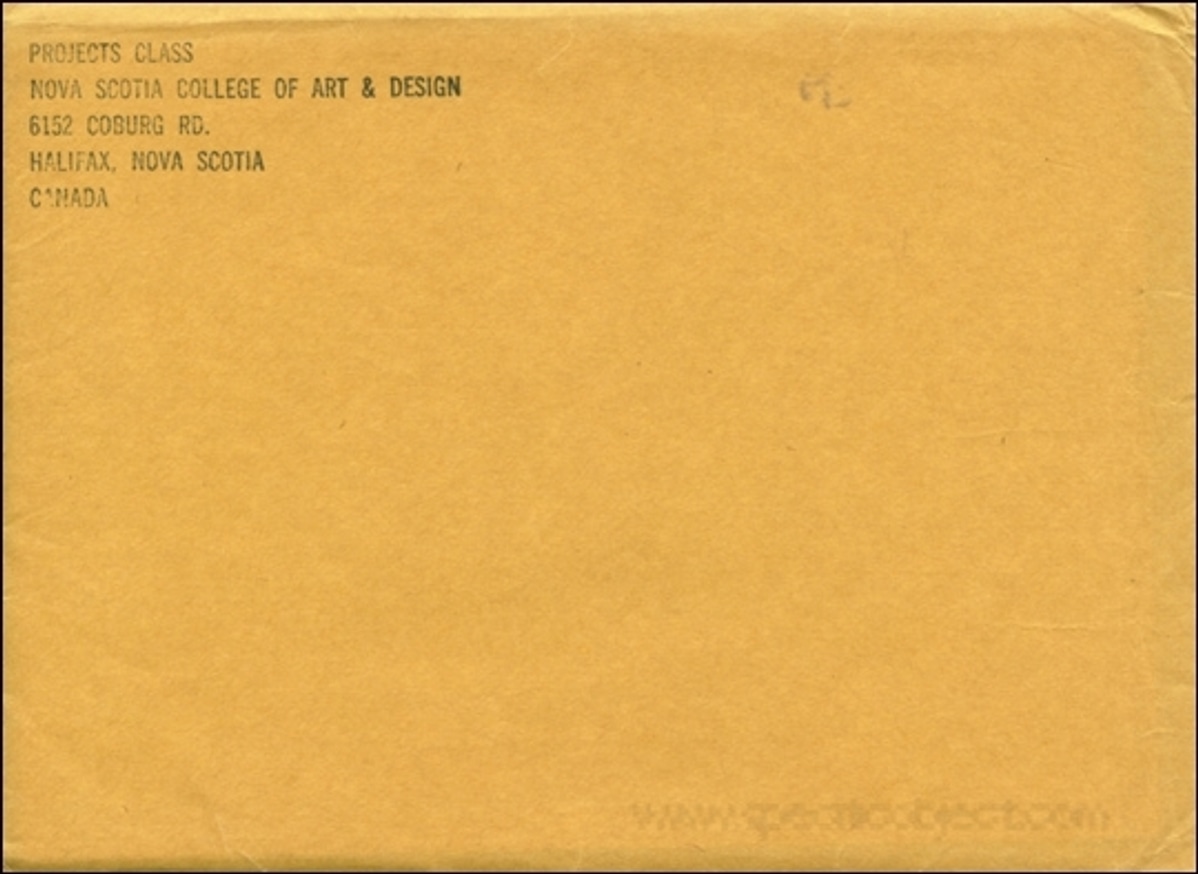 PROJECTS CLASS
NOVA SCOTIA COLLEGE OF ART & DESIGN
6152 COBURG RD.
HALIFAX, NOVA SCOTIA
CANADA
www.specificobject.com